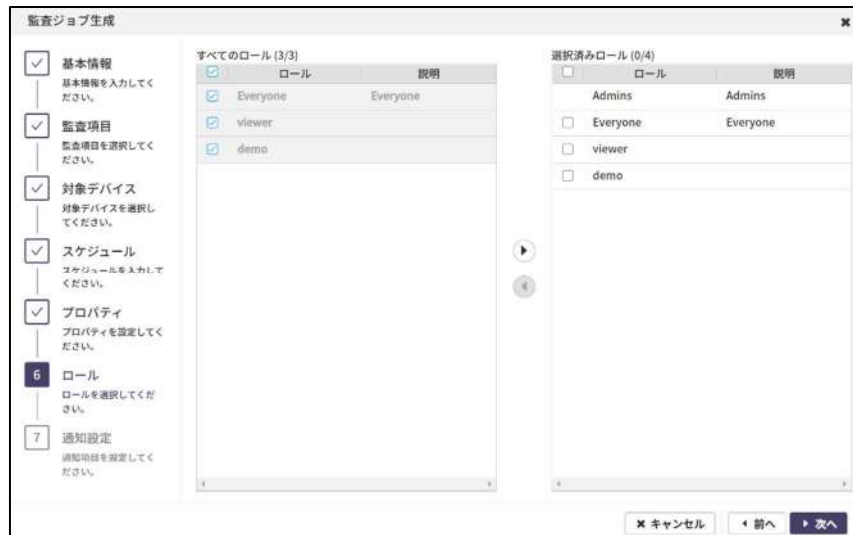 監査ジョブ生成
基本情報
基本情報を入力してく
ださい。
監査項目
監査項目を選択してく
ださい。
対象デバイス
対象デバイスを選択し
てください。
スケジュール
スケジュールを入力して
ください。
プロパティ
プロパティを設定してく
ださい。
6 ロール
ロールを選択してくだ
さい。
7 通知設定
通知項目を設定してく
ださい。
すべてのロール (3/3)
ロール 説明
Everyone Everyone
viewer
demo
選択済みロール (0/4)
ロール 説明
Admins Admins
Everyone Everyone
viewer
demo
キャンセル 前へ 次へ